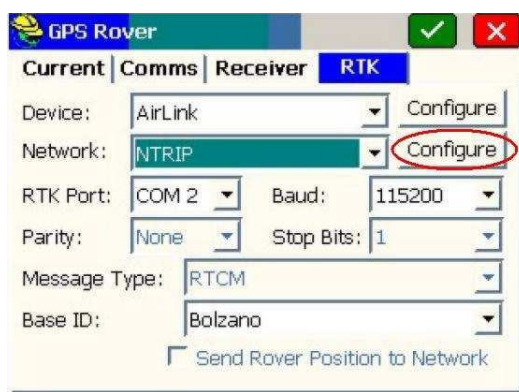 GPS Rover
Current Comms Receiver RTK
Device: AirLink Configure
Network: NTRIP Configure
RTK Port: COM 2 Baud: 115200
Parity: None Stop Bits: 1
Message Type: RTCM
Base ID: Bolzano
Send Rover Position to Network